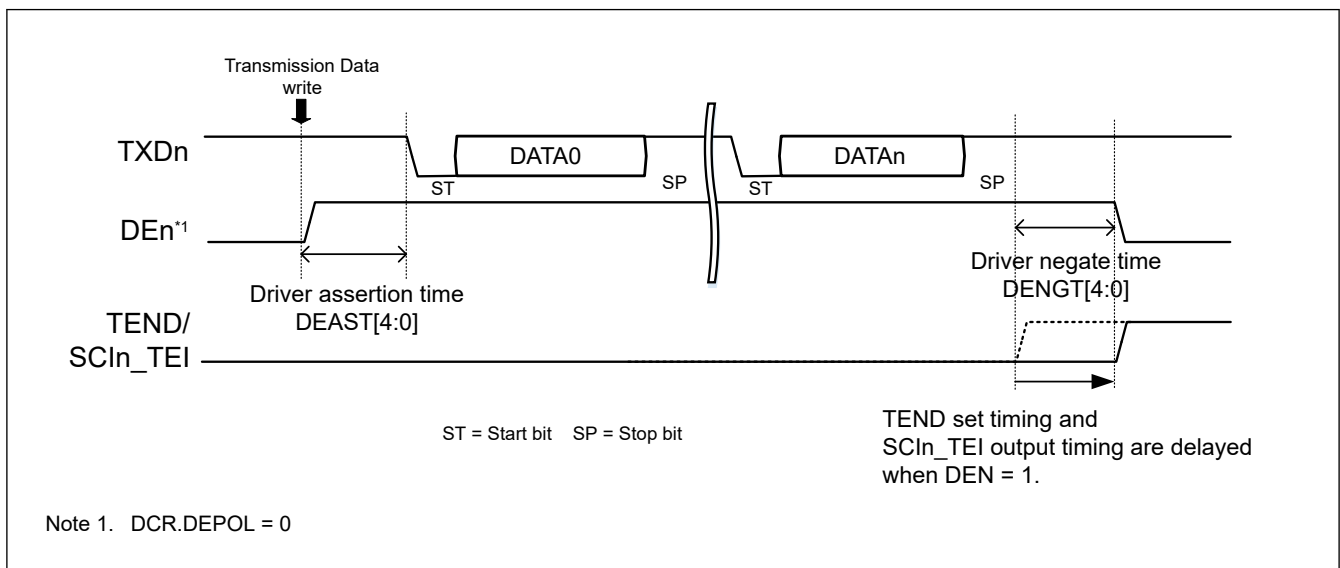 Transmission Data
write
TXDn
DATA0
DATAn
ST
SP
ST
SP
DEn*1
Driver assertion time
DEAST[4:0]
Driver negate time
DENGT[4:0]
TEND/
SCIn_TEI
ST = Start bit SP = Stop bit
TEND set timing and
SCIn_TEI output timing are delayed
when DEN = 1.
Note 1. DCR.DEPOL = 0